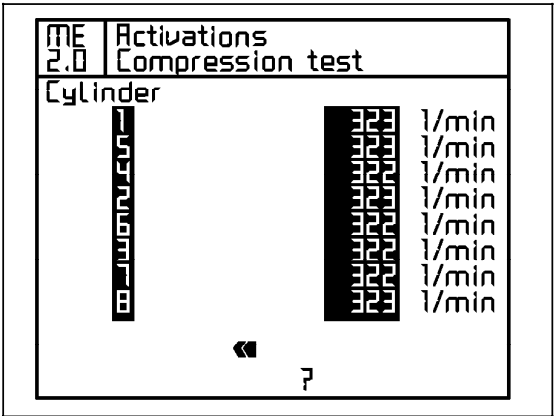 ME Activations
2.0 Compression test
Cylinder
1 323 1/min
5 323 1/min
4 322 1/min
2 323 1/min
6 322 1/min
3 322 1/min
7 322 1/min
8 323 1/min
?